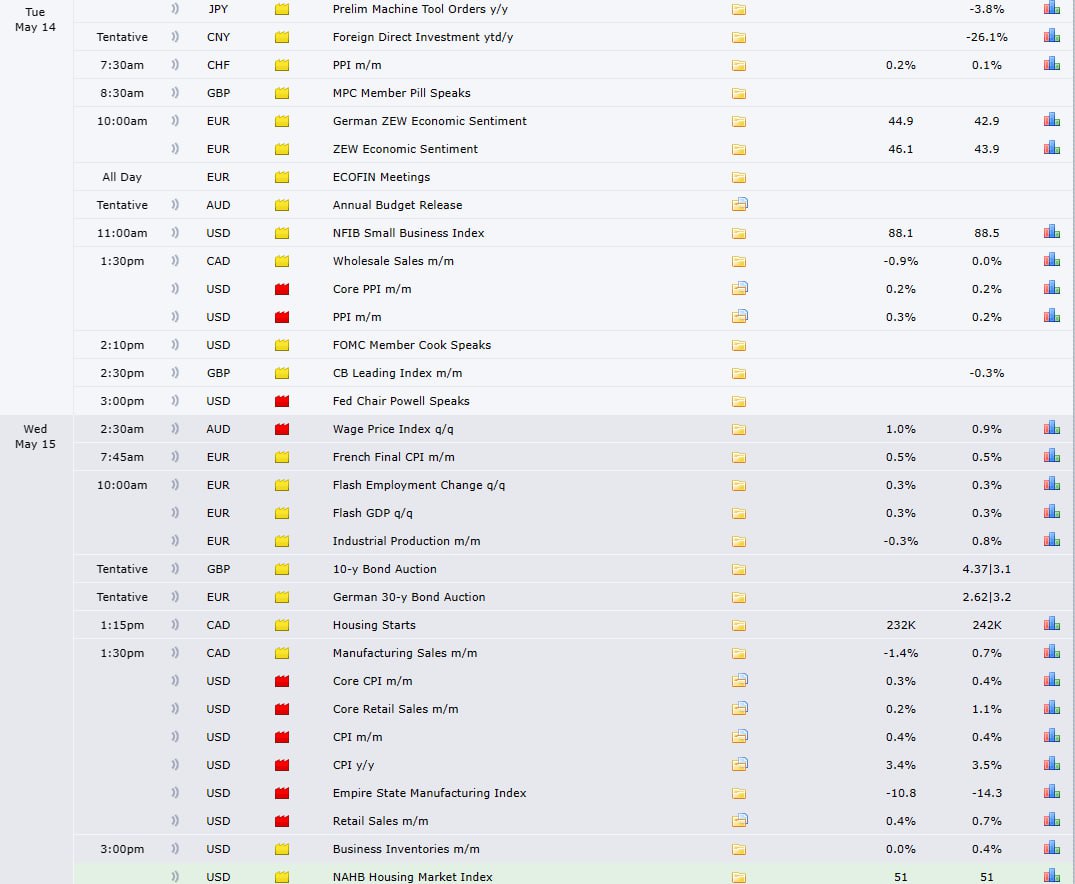 Tue
May 14
JPY Prelim Machine Tool Orders y/y -3.8%
Tentative CNY Foreign Direct Investment ytd/y -26.1%
7:30am CHF PPI m/m 0.2% 0.1%
8:30am GBP MPC Member Pill Speaks
10:00am EUR German ZEW Economic Sentiment 44.9 42.9
EUR ZEW Economic Sentiment 46.1 43.9
All Day EUR ECOFIN Meetings
Tentative AUD Annual Budget Release
11:00am USD NFIB Small Business Index 88.1 88.5
1:30pm CAD Wholesale Sales m/m -0.9% 0.0%
USD Core PPI m/m 0.2% 0.2%
USD PPI m/m 0.3% 0.2%
2:10pm USD FOMC Member Cook Speaks
2:30pm GBP CB Leading Index m/m -0.3%
3:00pm USD Fed Chair Powell Speaks
Wed
May 15
2:30am AUD Wage Price Index q/q 1.0% 0.9%
7:45am EUR French Final CPI m/m 0.5% 0.5%
10:00am EUR Flash Employment Change q/q 0.3% 0.3%
EUR Flash GDP q/q 0.3% 0.3%
EUR Industrial Production m/m -0.3% 0.8%
Tentative GBP 10-y Bond Auction 4.37|3.1
Tentative EUR German 30-y Bond Auction 2.62|3.2
1:15pm CAD Housing Starts 232K 242K
1:30pm CAD Manufacturing Sales m/m -1.4% 0.7%
USD Core CPI m/m 0.3% 0.4%
USD Core Retail Sales m/m 0.2% 1.1%
USD CPI m/m 0.4% 0.4%
USD CPI y/y 3.4% 3.5%
USD Empire State Manufacturing Index -10.8 -14.3
USD Retail Sales m/m 0.4% 0.7%
3:00pm USD Business Inventories m/m 0.0% 0.4%
USD NAHB Housing Market Index 51 51